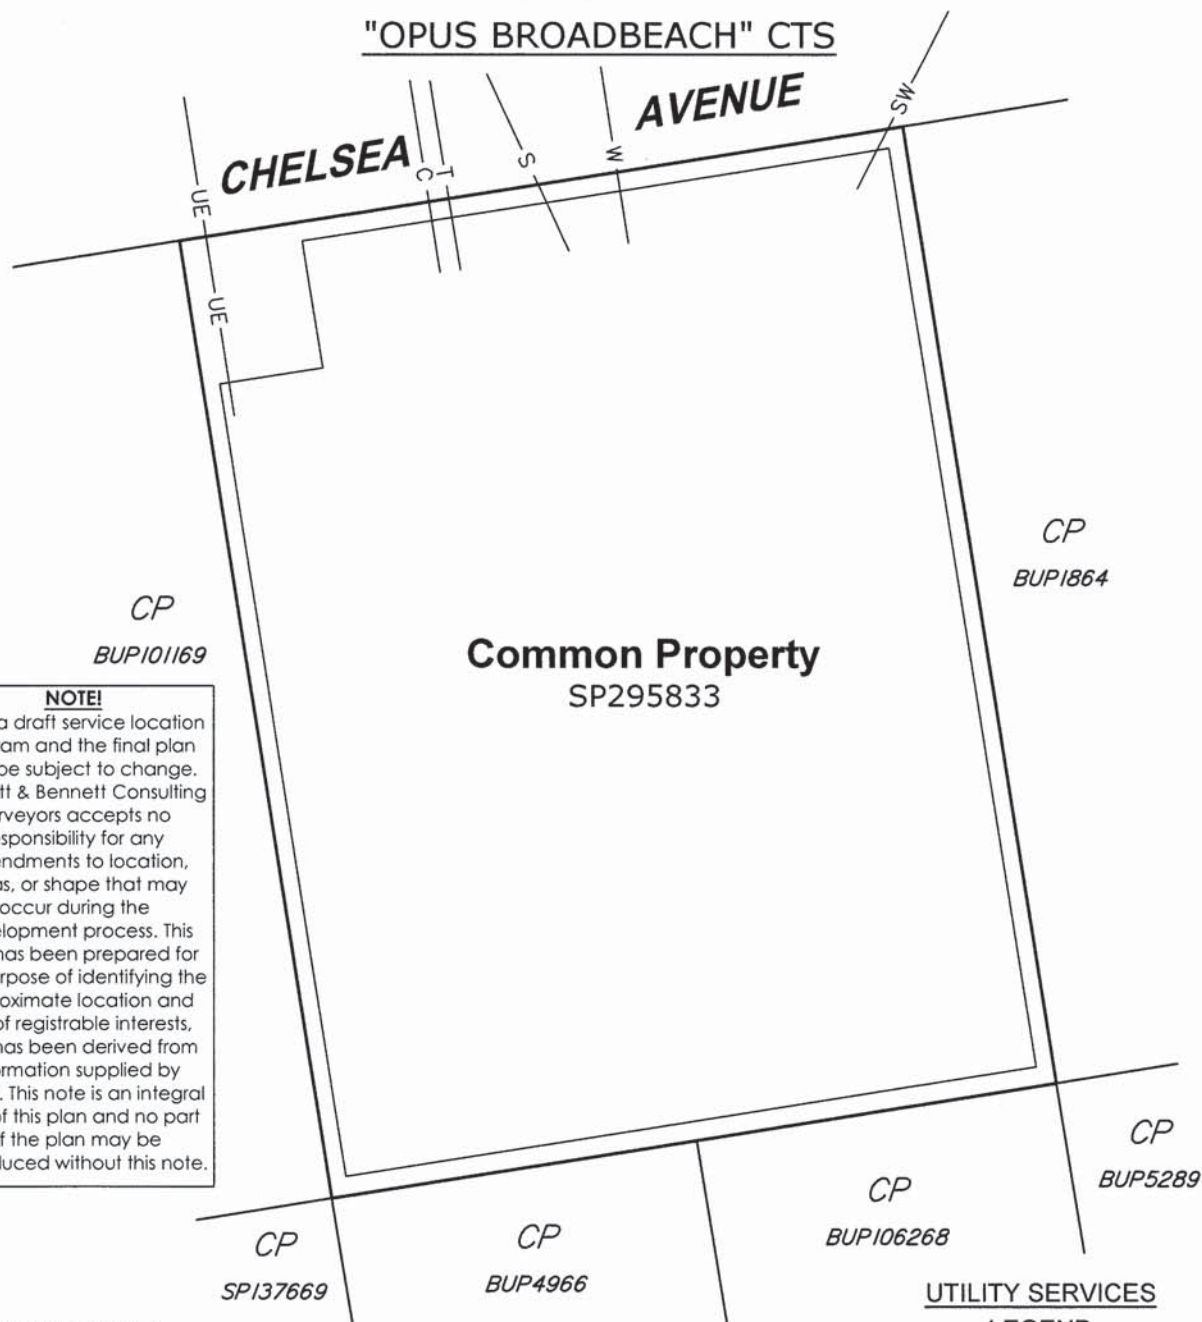 "OPUS BROADBEACH" CTS
CHELSEA AVENUE
UE
UE
C
T
S
W
SW
CP
BUP1864
CP
BUP101169
Common Property
SP295833
NOTE!
a draft service location
am and the final plan
be subject to change.
tt & Bennett Consulting
rveyors accepts no
sponsibility for any
endments to location,
as, or shape that may
occur during the
elopment process. This
has been prepared for
rpose of identifying the
oximate location and
of registrable interests,
has been derived from
ormation supplied by
. This note is an integral
of this plan and no part
f the plan may be
duced without this note.
CP
BUP5289
CP
BUP106268
CP
BUP4966
CP
SP137669
UTILITY SERVICES